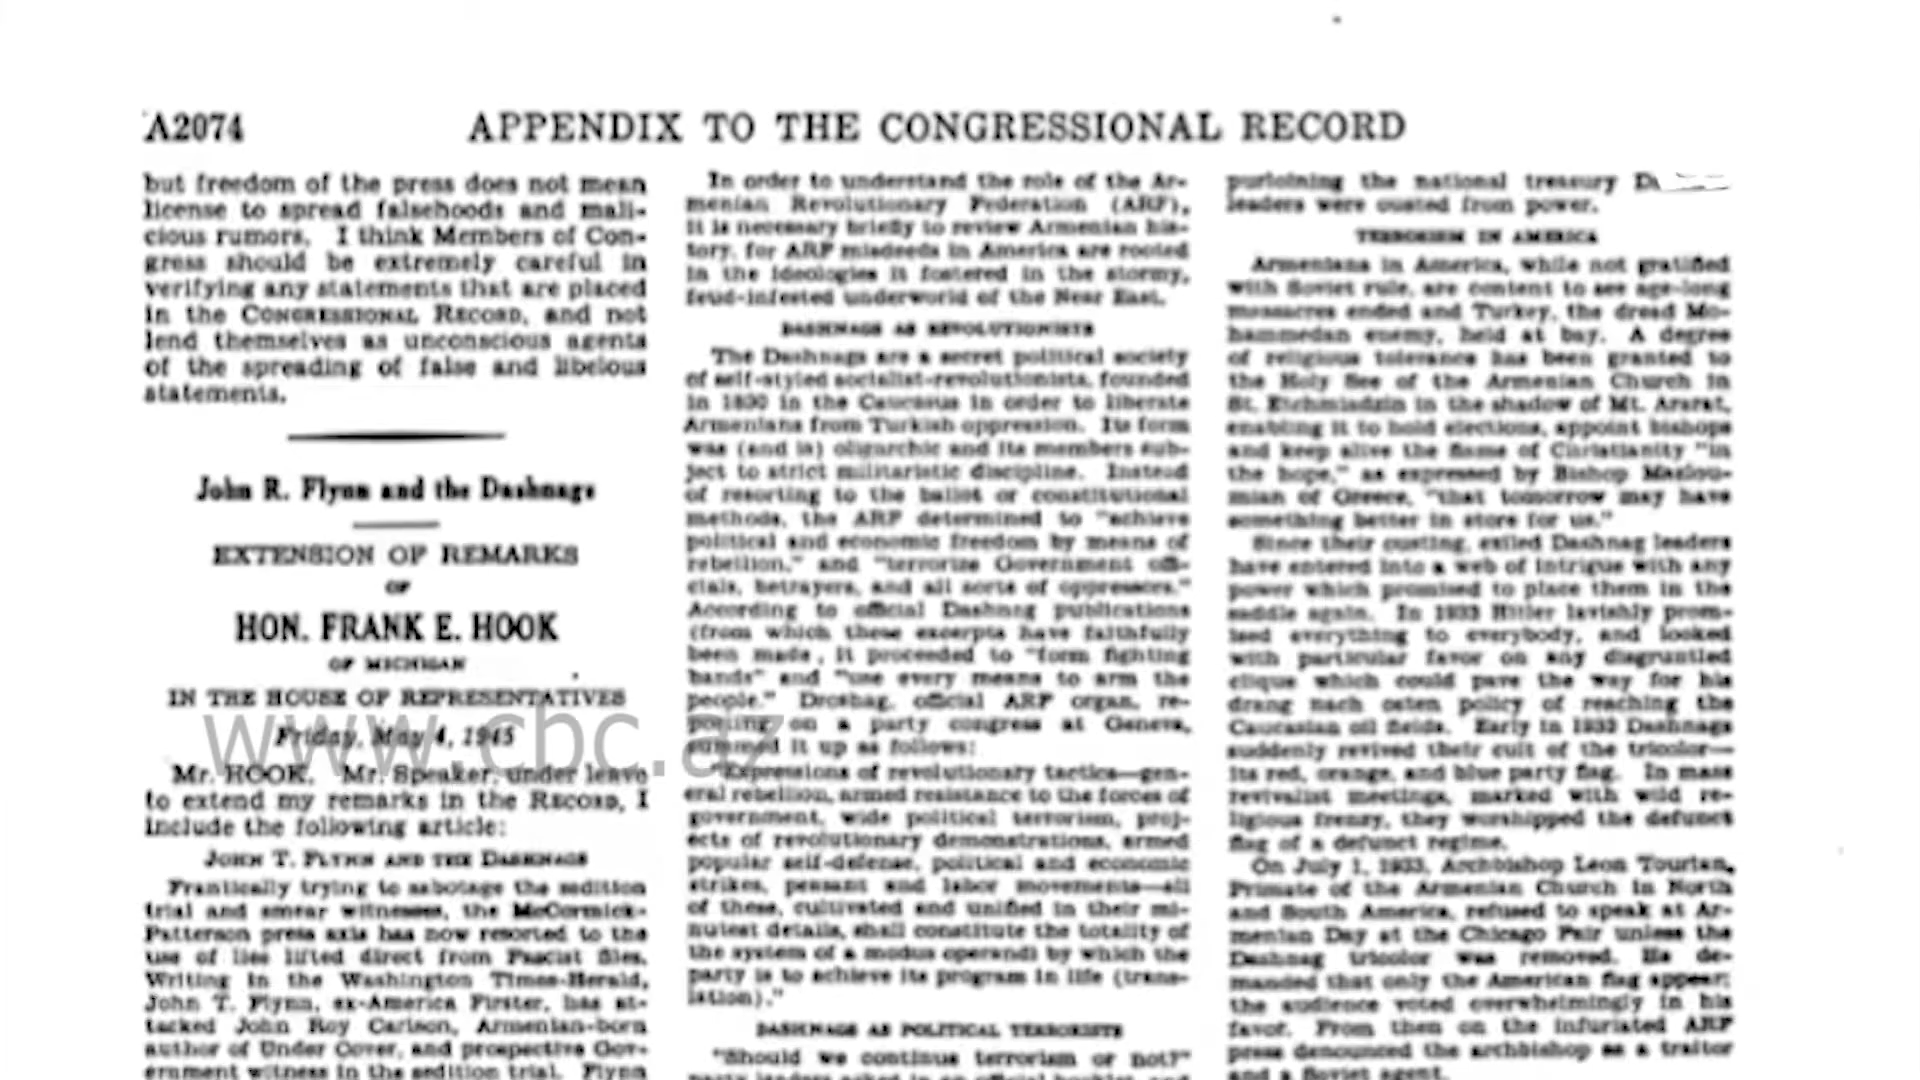 A2074
APPENDIX TO THE CONGRESSIONAL RECORD
but freedom of the press does not mean
license to spread falsehoods and mali-
cious rumors. I think Members of Con-
gress should be extremely careful in
verifying any statements that are placed
in the CONGRESSIONAL RECORD, and not
lend themselves as unconscious agents
of the spreading of false and libelous
statements.
John R. Flynn and the Dashnags
EXTENSION OF REMARKS
OF
HON. FRANK E. HOOK
OF MICHIGAN
IN THE HOUSE OF REPRESENTATIVES
Friday, May 4, 1945
Mr. HOOK. Mr. Speaker, under leave
to extend my remarks in the RECORD, I
include the following article:
JOHN T. FLYNN AND THE DASHNAGS
Frantically trying to sabotage the sedition
trial and smear witnesses, the McCormick-
Patterson press axis has now resorted to the
use of lies lifted direct from Fascist files.
Writing in the Washington Times-Herald,
John T. Flynn, ex-America Firster, has at-
tacked John Roy Carlson, Armenian-born
author of Under Cover, and prospective Gov-
ernment witness in the sedition trial. Flynn
In order to understand the role of the Ar-
menian Revolutionary Federation (ARF),
it is necessary briefly to review Armenian his-
tory, for ARF misdeeds in America are rooted
in the ideologies it fostered in the stormy,
feud-infested underworld of the Near East.
DASHNAGS AS REVOLUTIONISTS
The Dashnags are a secret political society
of self-styled socialist-revolutionists, founded
in 1890 in the Caucasus in order to liberate
Armenians from Turkish oppression. Its form
was (and is) oligarchic and its members sub-
ject to strict militaristic discipline. Instead
of resorting to the ballot or constitutional
methods, the ARF determined to "achieve
political and economic freedom by means of
rebellion," and "terrorize Government offi-
cials, betrayers, and all sorts of oppressors."
According to official Dashnag publications
(from which these excerpts have faithfully
been made, it proceeded to "form fighting
bands" and "use every means to arm the
people." Droshag, official ARF organ, re-
porting on a party congress at Geneva,
summed it up as follows:
"Expressions of revolutionary tactics—gen-
eral rebellion, armed resistance to the forces of
government, wide political terrorism, proj-
ects of revolutionary demonstrations, armed
popular self-defense, political and economic
strikes, peasant and labor movements—all
of these, cultivated and unified in their mi-
nutest details, shall constitute the totality of
the system of a modus operandi by which the
party is to achieve its program in life (trans-
lation)."
DASHNAGS AS POLITICAL TERRORISTS
"Should we continue terrorism or not?"
purloining the national treasury
leaders were ousted from power.
TERRORISM IN AMERICA
Armenians in America, while not gratified
with Soviet rule, are content to see age-long
massacres ended and Turkey, the dread Mo-
hammedan enemy, held at bay. A degree
of religious tolerance has been granted to
the Holy See of the Armenian Church in
St. Etchmiadzin in the shadow of Mt. Ararat,
enabling it to hold elections, appoint bishops
and keep alive the flame of Christianity "in
the hope," as expressed by Bishop Mazlou-
mian of Greece, "that tomorrow may have
something better in store for us."
Since their ousting, exiled Dashnag leaders
have entered into a web of intrigue with any
power which promised to place them in the
saddle again. In 1933 Hitler lavishly prom-
ised everything to everybody, and looked
with particular favor on any disgruntled
clique which could pave the way for his
drang nach osten policy of reaching the
Caucasian oil fields. Early in 1933 Dashnags
suddenly revived their cult of the tricolor—
its red, orange, and blue party flag. In mass
revivalist meetings, marked with wild re-
ligious frenzy, they worshipped the defunct
flag of a defunct regime.
On July 1, 1933, Archbishop Leon Tourian,
Primate of the Armenian Church in North
and South America, refused to speak at Ar-
menian Day at the Chicago Fair unless the
Dashnag tricolor was removed. He de-
manded that only the American flag appear;
the audience voted overwhelmingly in his
favor. From then on the infuriated ARF
press denounced the archbishop as a traitor
and a Soviet agent.
www.cbc.az